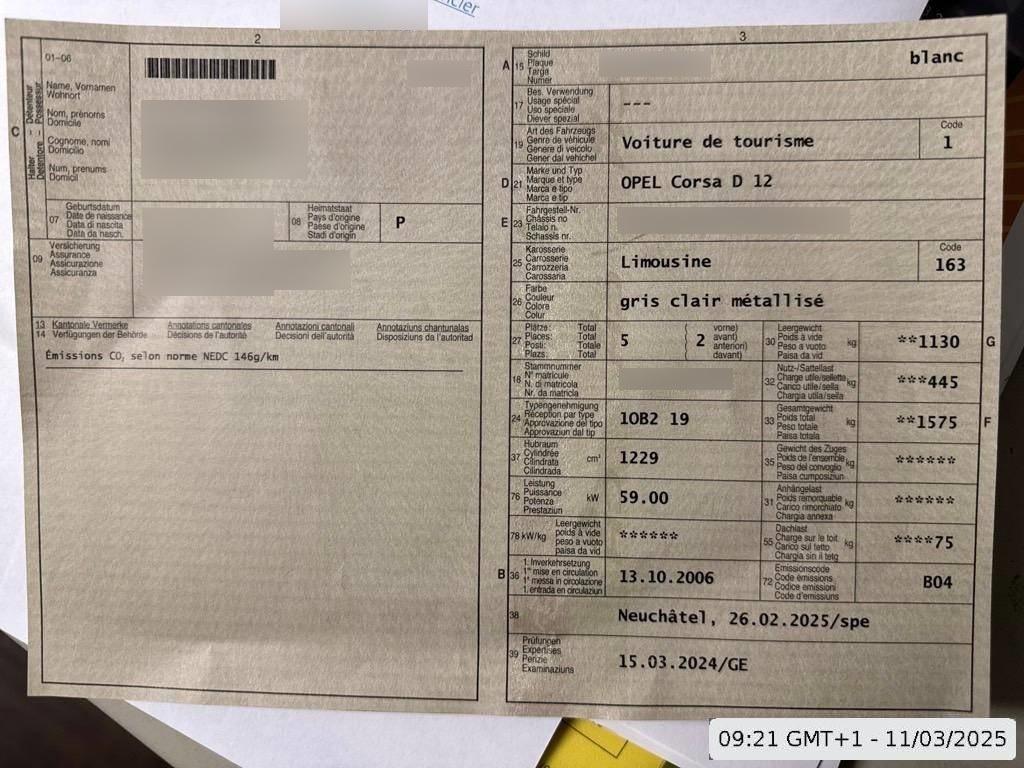 ncier
2
01-06
C
Halter – Détenteur
Detentore – Possessur
Name, Vornamen
Wohnort
Nom, prénoms
Domicile
Cognome, nomi
Domicilio
Num, prenums
Domicil
07
Geburtsdatum
Date de naissance
Data di nascita
Data da nasch.
08
Heimatstaat
Pays d'origine
Paese d'origine
Stadi d'origin
P
09
Versicherung
Assurance
Assicurazione
Assicuranza
13 Kantonale Vermerke Annotations cantonales Annotazioni cantonali Annotaziuns chantunalas
14 Verfügungen der Behörde Décisions de l'autorité Decisioni dell'autorità Disposiziuns da l'autoritad
Émissions CO₂ selon norme NEDC 146g/km
3
A
15
Schild
Plaque
Targa
Numer
blanc
17
Bes. Verwendung
Usage spécial
Uso speciale
Diever spezial
---
19
Art des Fahrzeugs
Genre de véhicule
Genere di veicolo
Gener dal vehichel
Voiture de tourisme
Code
1
D
21
Marke und Typ
Marque et type
Marca e tipo
Marca e tip
OPEL Corsa D 12
E
23
Fahrgestell-Nr.
Châssis no
Telaio n.
Schassis nr.
25
Karosserie
Carrosserie
Carrozzeria
Carossaria
Limousine
Code
163
26
Farbe
Couleur
Colore
Colur
gris clair métallisé
27
Plätze: Total
Places: Total
Posti: Totale
Plazs: Total
5
2
vorne)
avant)
anteriori)
davant)
30
Leergewicht
Poids à vide
Peso a vuoto
Paisa da vid
kg
**1130
G
18
Stammnummer
N° matricule
N. di matricola
Nr. da matricla
32
Nutz-/Sattellast
Charge utile/sellette
Carico utile/sella
Chargia utila/sella
kg
***445
24
Typengenehmigung
Réception par type
Approvazione del tipo
Approvaziun dal tip
1OB2 19
33
Gesamtgewicht
Poids total
Peso totale
Paisa totala
kg
**1575
F
37
Hubraum
Cylindrée
Cilindrata
Cilindrada
cm³
1229
35
Gewicht des Zuges
Poids de l'ensemble
Peso del convoglio
Paisa cumposiziun
kg
******
76
Leistung
Puissance
Potenza
Prestaziun
kW
59.00
31
Anhängelast
Poids remorquable
Carico rimorchiato
Chargia annexa
kg
******
78 kW/kg
Leergewicht
poids à vide
peso a vuoto
paisa da vid
******
55
Dachlast
Charge sur le toit
Carico sul tetto
Chargia sin il tetg
kg
****75
B
36
1. Inverkehrsetzung
1re mise en circulation
1a messa in circolazione
1. entrada en circulaziun
13.10.2006
72
Emissionscode
Code émissions
Codice emissioni
Code d'emissiuns
B04
38
Neuchâtel, 26.02.2025/spe
39
Prüfungen
Expertises
Perizie
Examinaziuns
15.03.2024/GE
09:21 GMT+1 - 11/03/2025